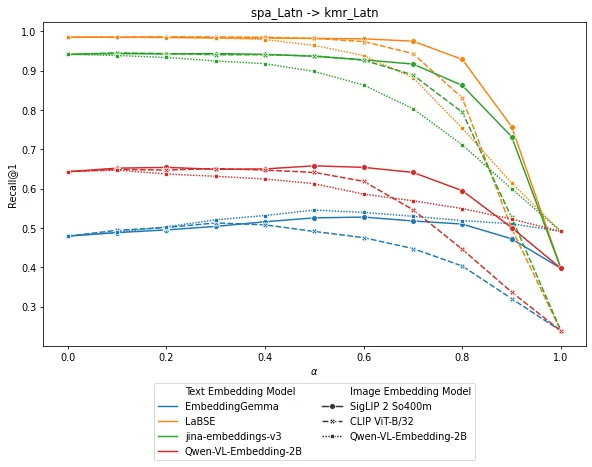 spa_Latn -> kmr_Latn
1.0
0.9
0.8
0.7
0.6
0.5
0.4
0.3
Recall@1
0.0 0.2 0.4 0.6 0.8 1.0
α
Text Embedding Model Image Embedding Model
EmbeddingGemma SigLIP 2 So400m
LaBSE CLIP ViT-B/32
jina-embeddings-v3 Qwen-VL-Embedding-2B
Qwen-VL-Embedding-2B